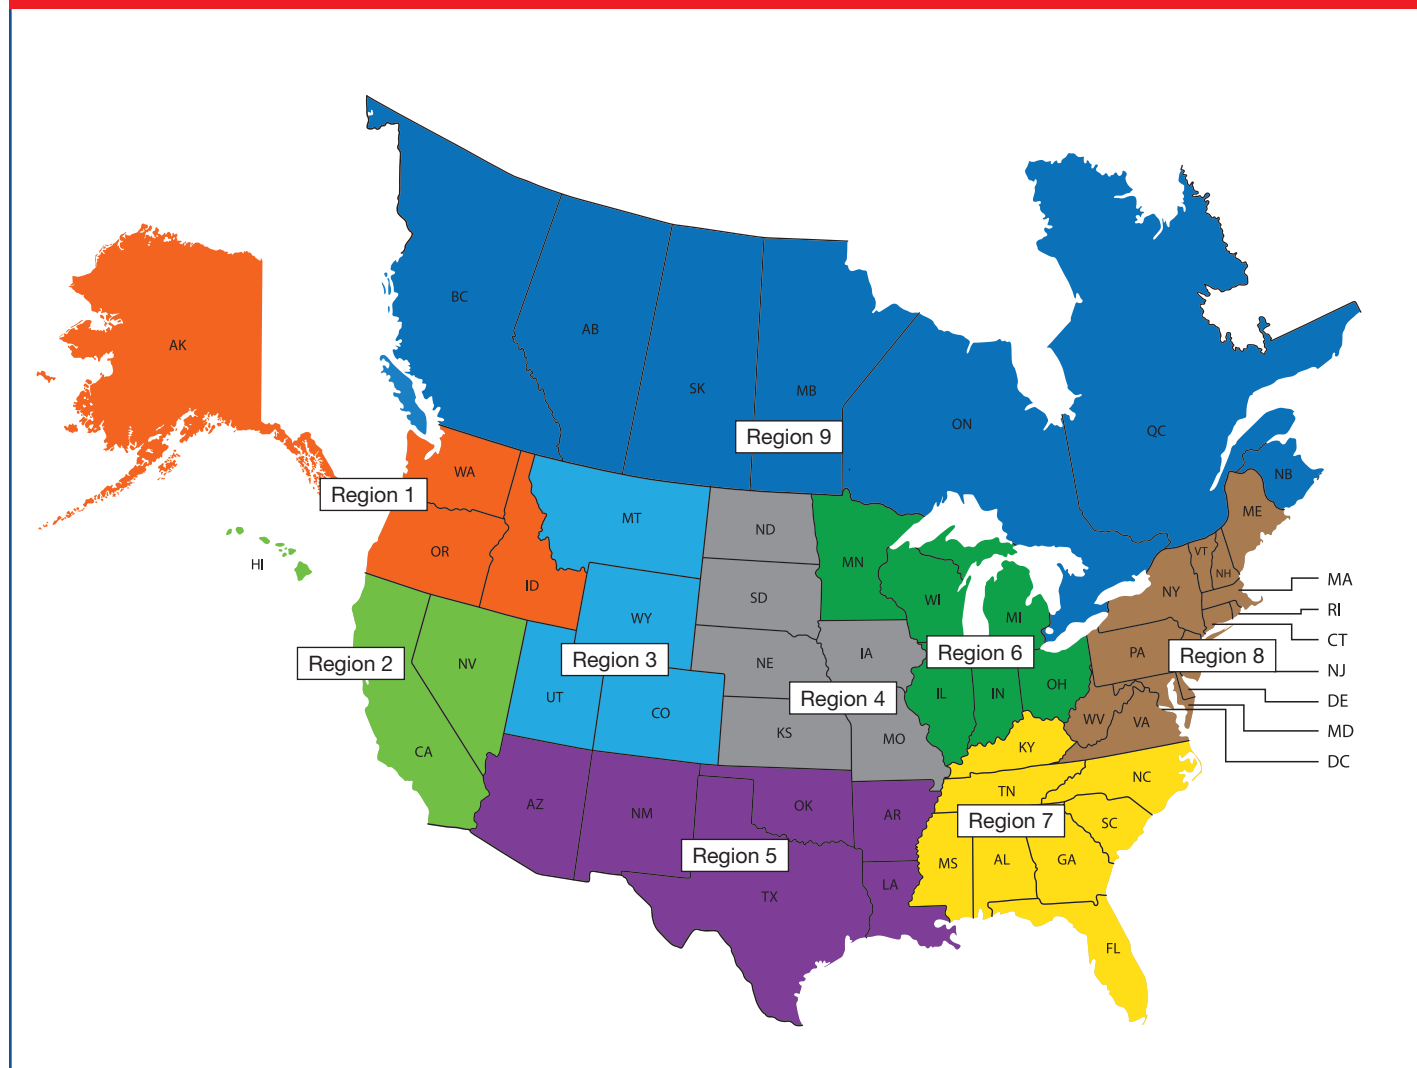 BC
AB
AK
SK
MB
ON
QC
Region 9
NB
WA
Region 1
ME
MT
ND
OR
VT
MN
HI
NH
MA
ID
NY
SD
WI
RI
WY
MI
CT
IA
PA
Region 6
Region 8
Region 3
Region 2
NV
NE
NJ
OH
IL
IN
UT
Region 4
DE
CO
WV
VA
KS
MD
MO
KY
CA
DC
NC
TN
AZ
OK
NM
AR
Region 7
SC
Region 5
MS
AL
GA
LA
TX
FL